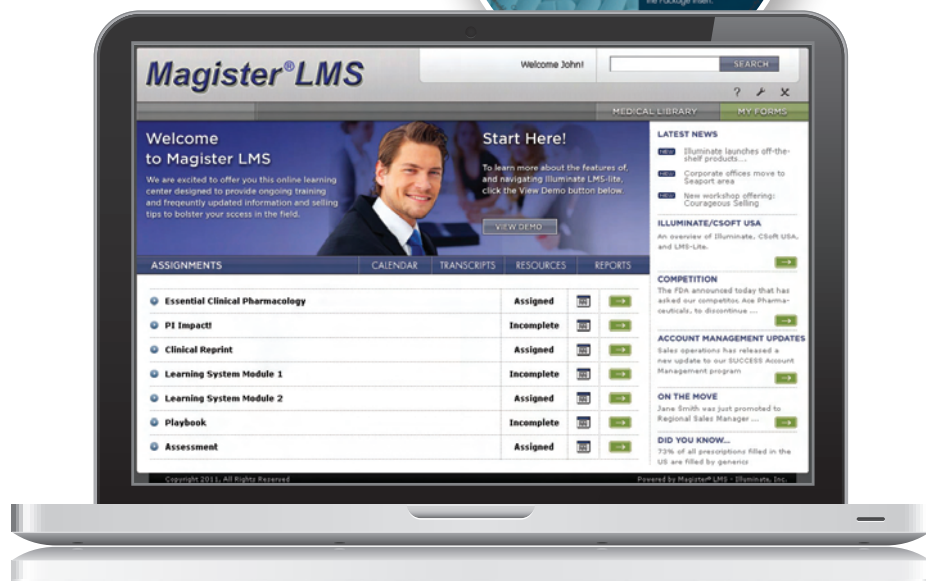 the Package Insert.
Magister®LMS
Welcome John!
SEARCH
?
MEDICAL LIBRARY
MY FORMS
Welcome
to Magister LMS
We are excited to offer you this online learning
center designed to provide ongoing training
and freqeuntly updated information and selling
tips to bolster your sccess in the field.
Start Here!
To learn more about the features of,
and navigating Illuminate LMS-lite,
click the View Demo button below.
VIEW DEMO
ASSIGNMENTS
CALENDAR
TRANSCRIPTS
RESOURCES
REPORTS
Essential Clinical Pharmacology Assigned
PI Impact! Incomplete
Clinical Reprint Assigned
Learning System Module 1 Incomplete
Learning System Module 2 Assigned
Playbook Incomplete
Assessment Assigned
LATEST NEWS
NEW Illuminate launches off-the-
shelf products...
NEW Corporate offices move to
Seaport area
NEW New workshop offering:
Courageous Selling
ILLUMINATE/CSOFT USA
An overview of Illuminate, CSoft USA,
and LMS-Lite.
COMPETITION
The FDA announced today that has
asked our competitor, Ace Pharma-
ceuticals, to discontinue ...
ACCOUNT MANAGEMENT UPDATES
Sales operations has released a
new update to our SUCCESS Account
Management program
ON THE MOVE
Jane Smith was just promoted to
Regional Sales Manager ...
DID YOU KNOW...
73% of all prescriptions filled in the
US are filled by generics
Copyright 2011, All Rights Reserved
Powered by Magister® LMS - Illuminate, Inc.